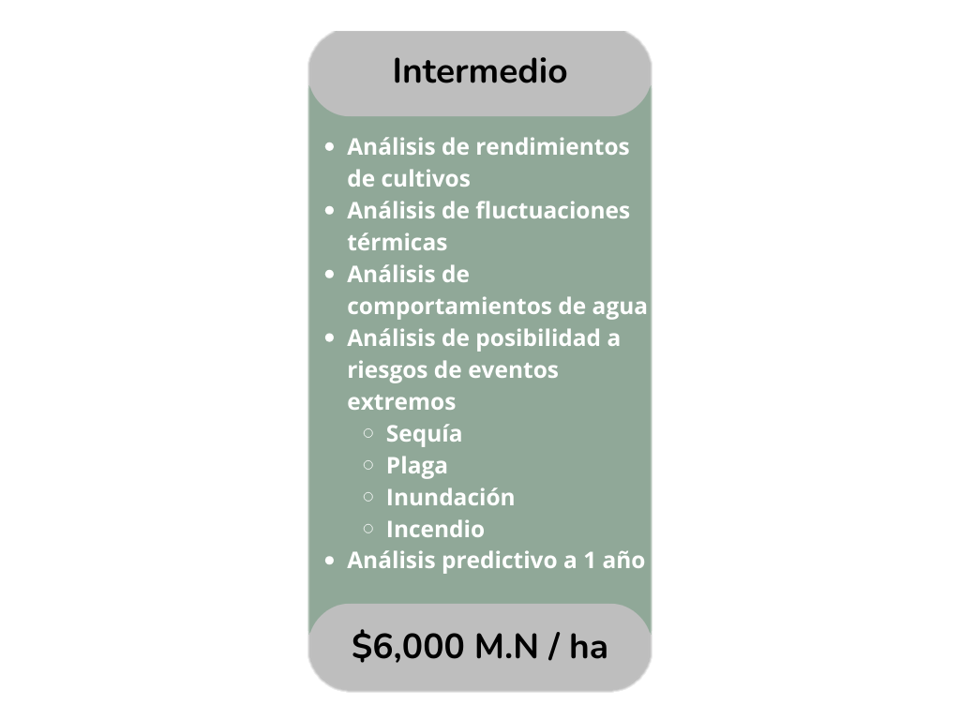 Intermedio
• Análisis de rendimientos
de cultivos
• Análisis de fluctuaciones
térmicas
• Análisis de
comportamientos de agua
• Análisis de posibilidad a
riesgos de eventos
extremos
○ Sequía
○ Plaga
○ Inundación
○ Incendio
• Análisis predictivo a 1 año
$6,000 M.N / ha